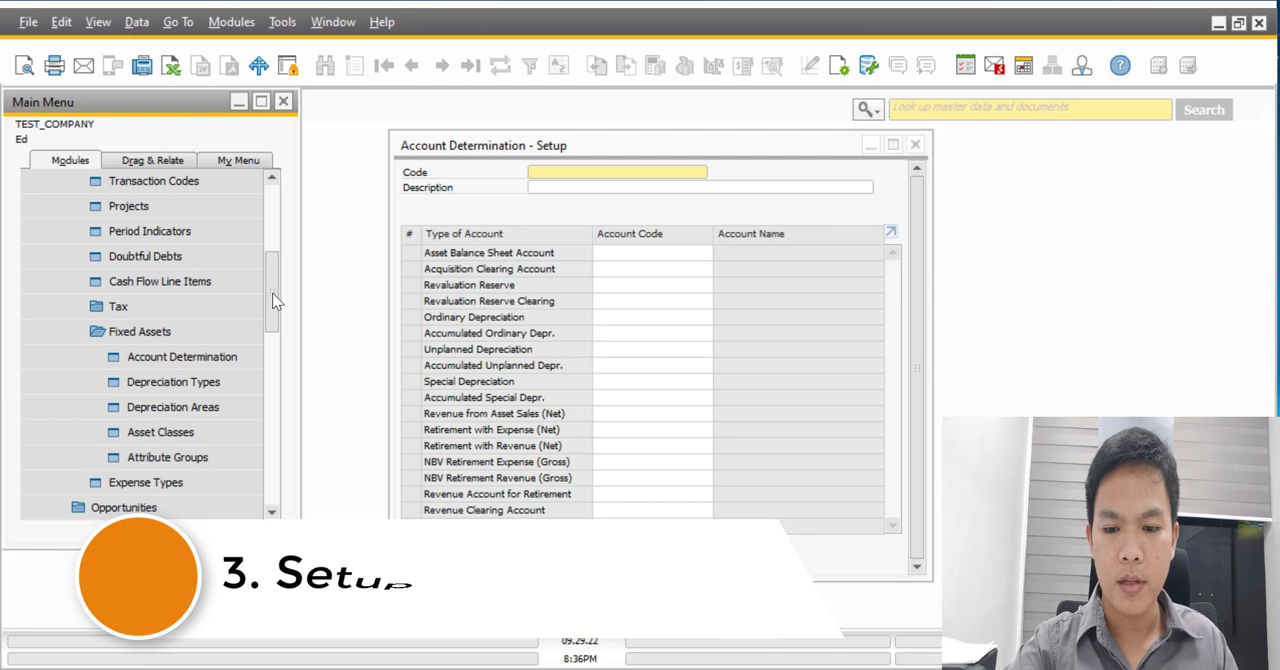 File Edit View Data Go To Modules Tools Window Help
Main Menu
TEST_COMPANY
Ed
Modules Drag & Relate My Menu
Transaction Codes
Projects
Period Indicators
Doubtful Debts
Cash Flow Line Items
Tax
Fixed Assets
Account Determination
Depreciation Types
Depreciation Areas
Asset Classes
Attribute Groups
Expense Types
Opportunities
Look up master data and documents Search
Account Determination - Setup
Code
Description
# Type of Account Account Code Account Name
Asset Balance Sheet Account
Acquisition Clearing Account
Revaluation Reserve
Revaluation Reserve Clearing
Ordinary Depreciation
Accumulated Ordinary Depr.
Unplanned Depreciation
Accumulated Unplanned Depr.
Special Depreciation
Accumulated Special Depr.
Revenue from Asset Sales (Net)
Retirement with Expense (Net)
Retirement with Revenue (Net)
NBV Retirement Expense (Gross)
NBV Retirement Revenue (Gross)
Revenue Account for Retirement
Revenue Clearing Account
3. Setup
09.29.22
8:36PM